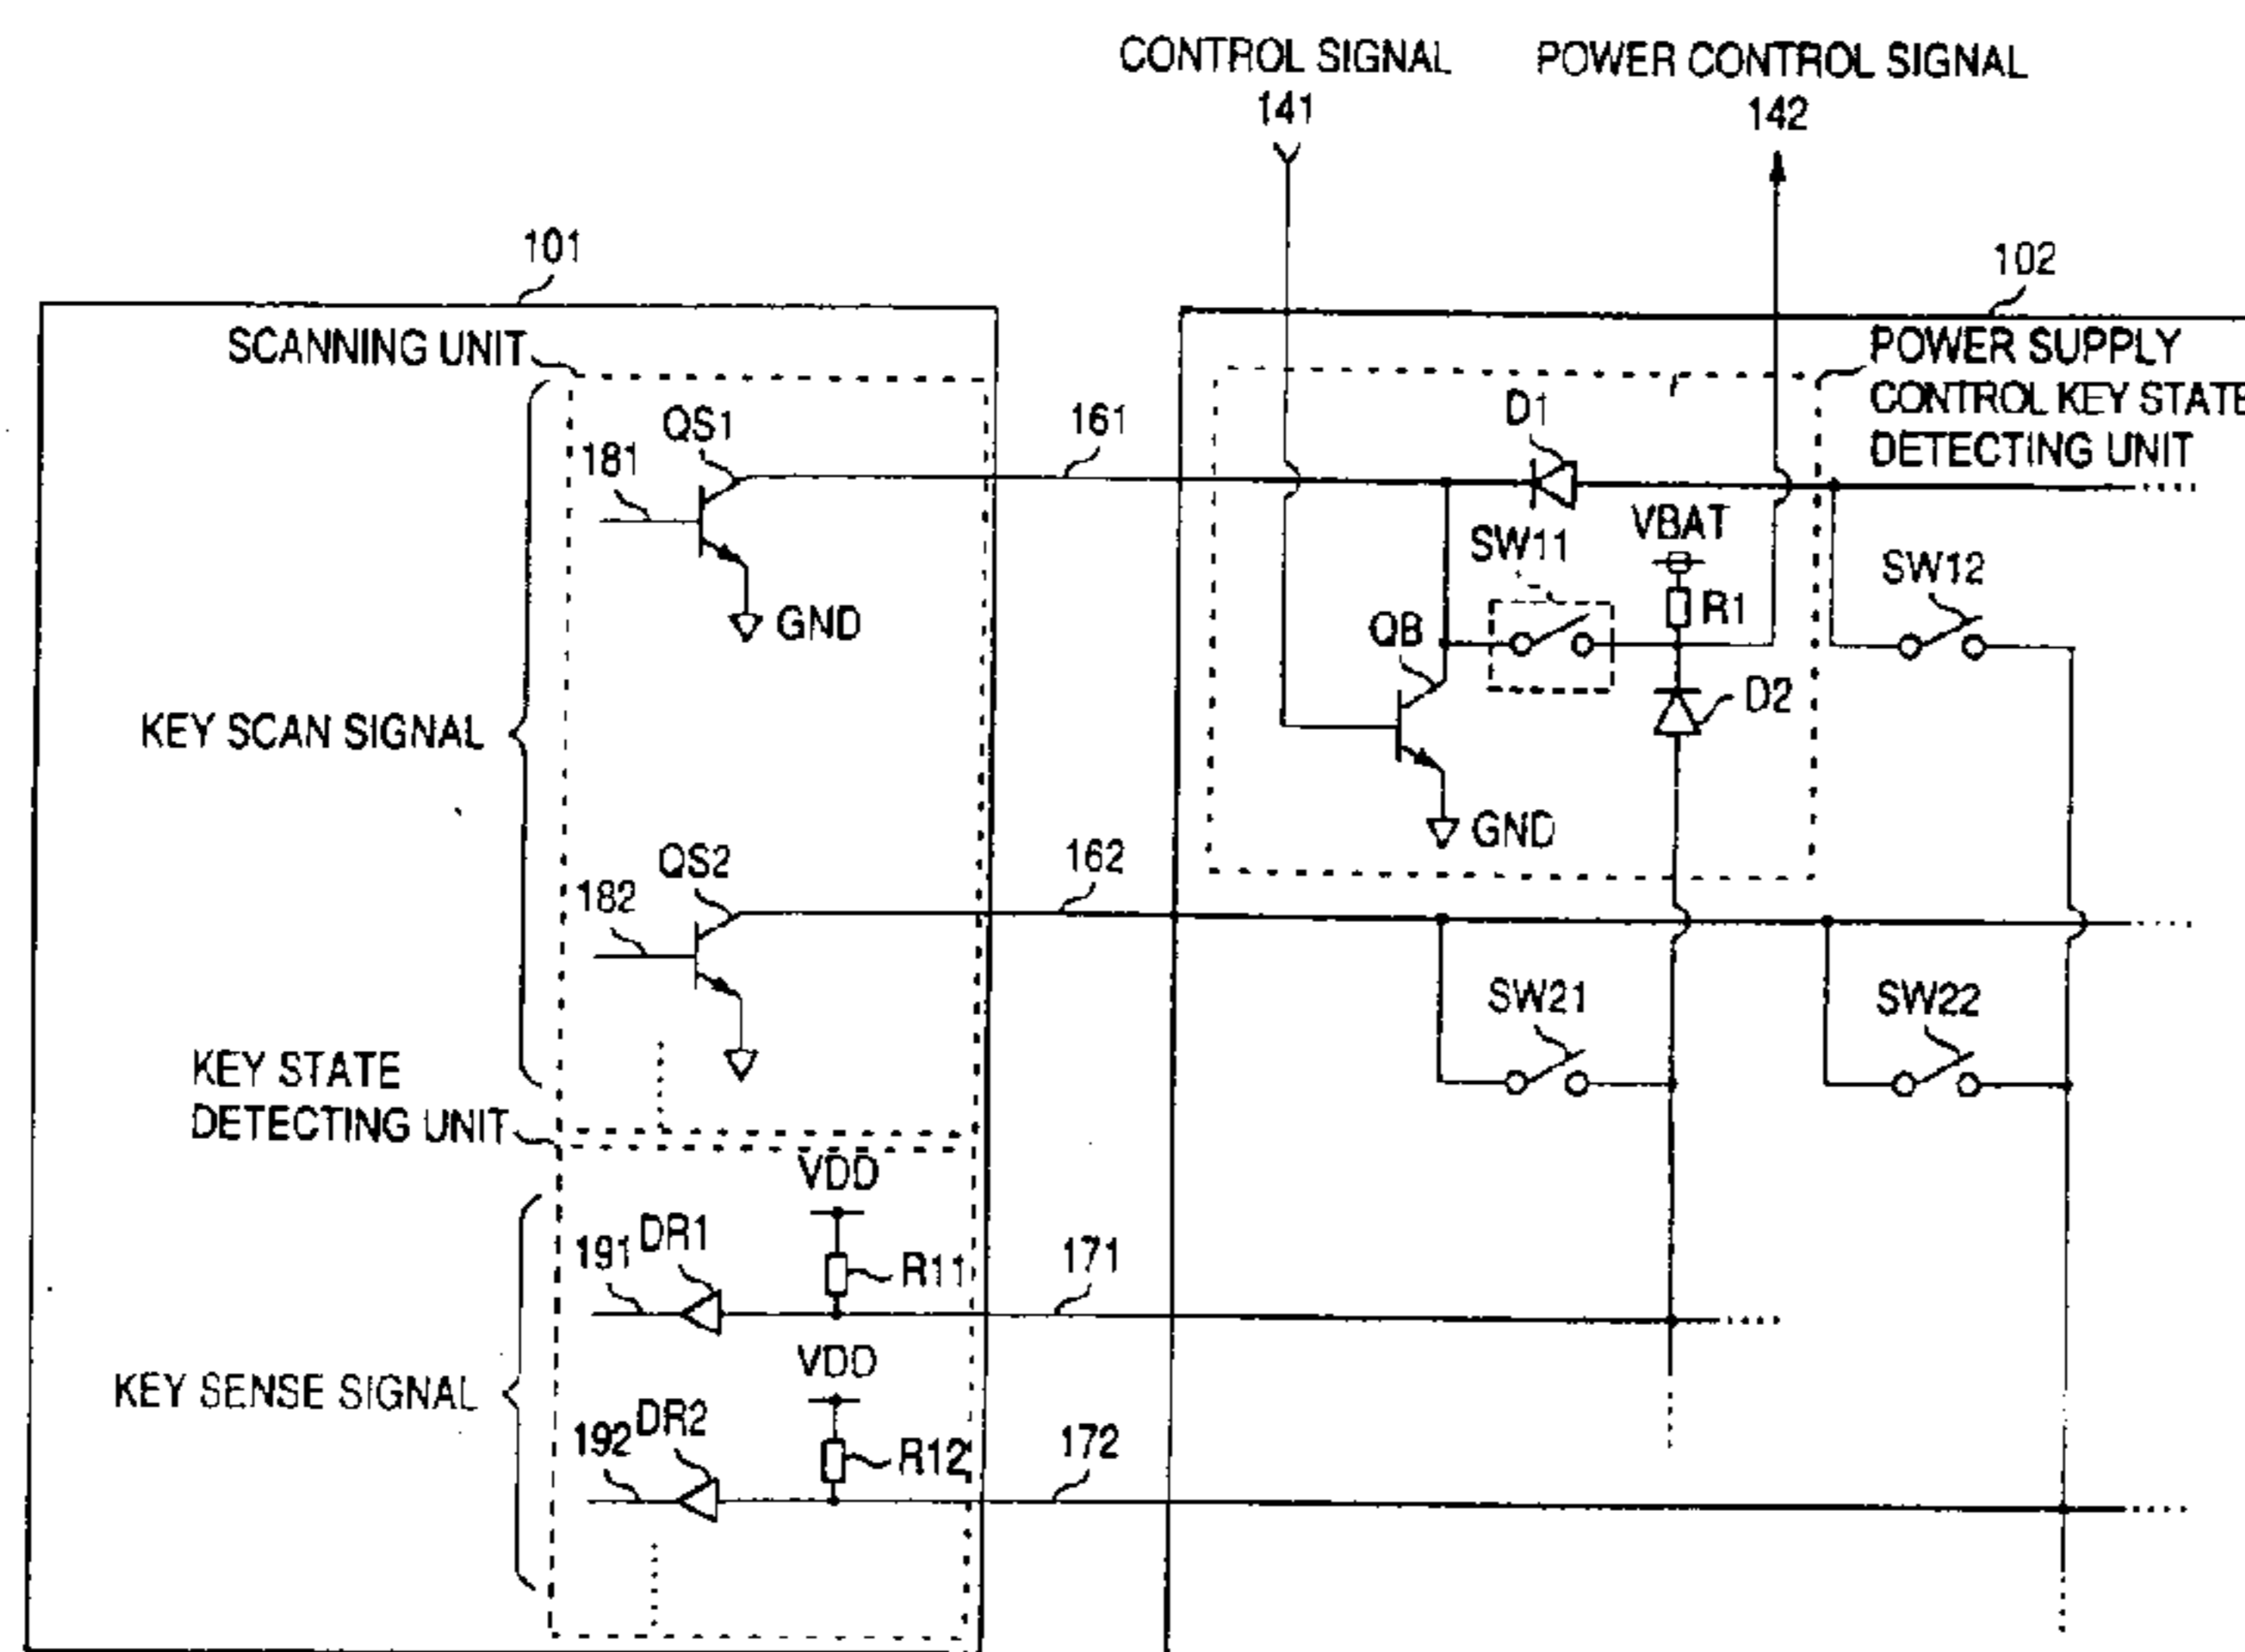 CONTROL SIGNAL
141
POWER CONTROL SIGNAL
142
101
102
SCANNING UNIT
POWER SUPPLY
CONTROL KEY STATE
DETECTING UNIT
QS1
181
161
D1
VBAT
SW11
R1
SW12
GND
QB
D2
KEY SCAN SIGNAL
GND
QS2
182
162
SW21
SW22
KEY STATE
DETECTING UNIT
VDD
DR1
191
R11
171
VDD
KEY SENSE SIGNAL
DR2
192
R12
172